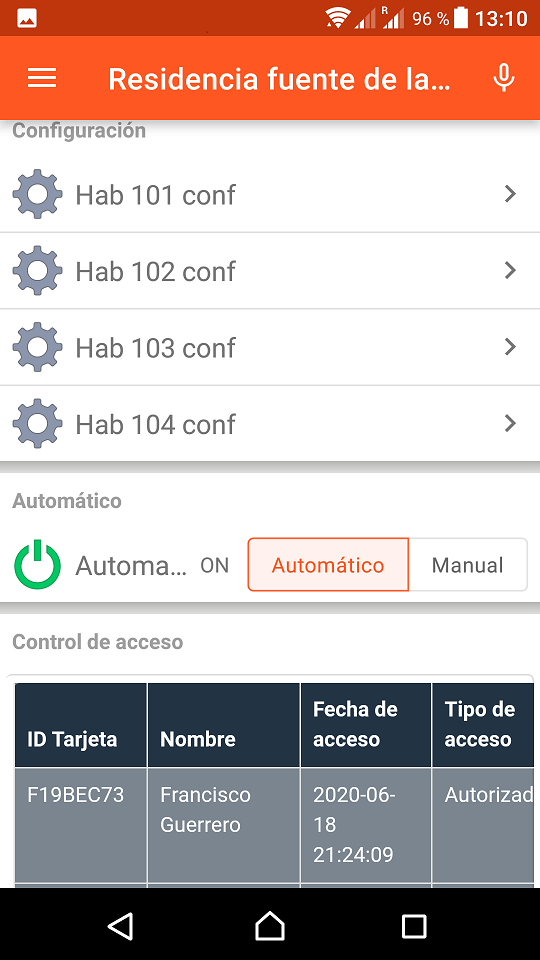 R 96 % 13:10
Residencia fuente de la...
Configuración
Hab 101 conf
Hab 102 conf
Hab 103 conf
Hab 104 conf
Automático
Automa... ON Automático Manual
Control de acceso
ID Tarjeta Nombre Fecha de acceso Tipo de acceso
F19BEC73 Francisco Guerrero 2020-06-18 21:24:09 Autorizad